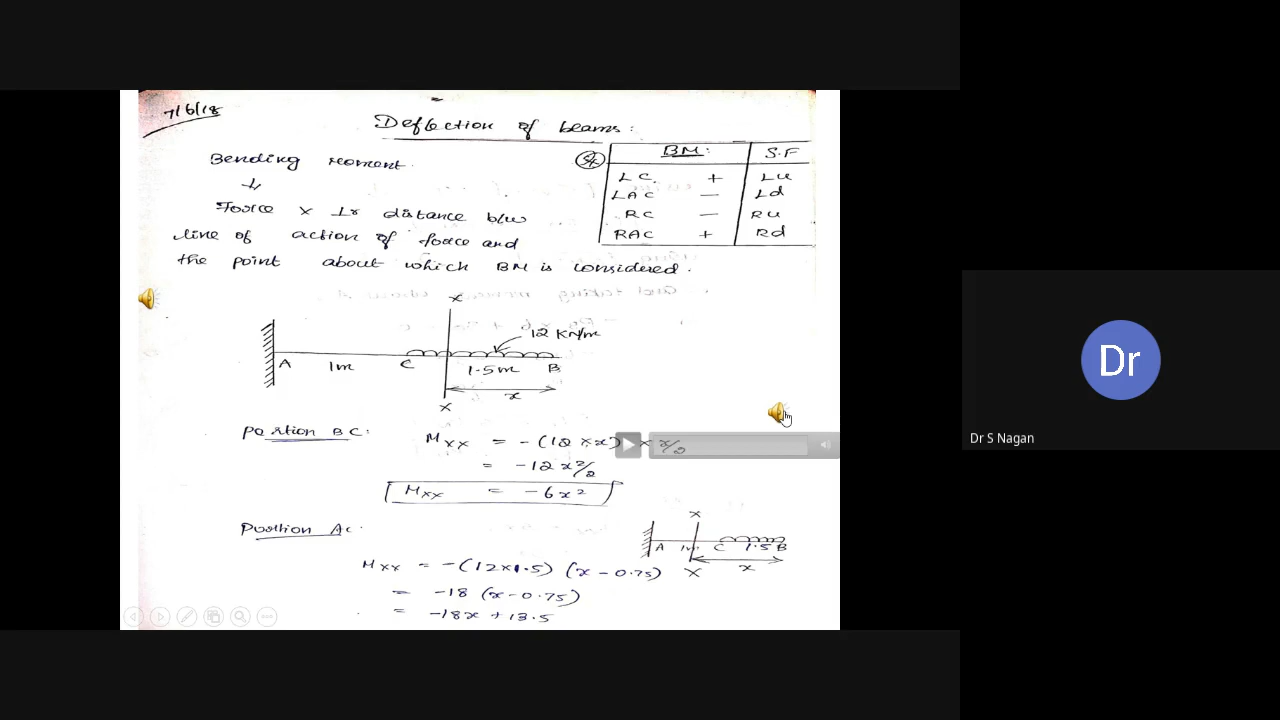 7/6/18
Deflection of beams:
Bending moment.
↓
Force × ⊥r distance b/w
line of action of force and
the point about which BM is considered.
BM: S.F
LC. + Lu
LAC − Ld
RC − Ru
RAC + Rd
X
12 KN/m
A 1m C 1.5m B
x
X
Portion BC:
Mxx = -(12 × x) × x/2
= -12 x²/2
Mxx = -6x²
Portion AC.
X
A 1m C 1.5 B
X x
Mxx = -(12×1.5) (x - 0.75)
= -18 (x - 0.75)
= -18x + 13.5
Dr
Dr S Nagan